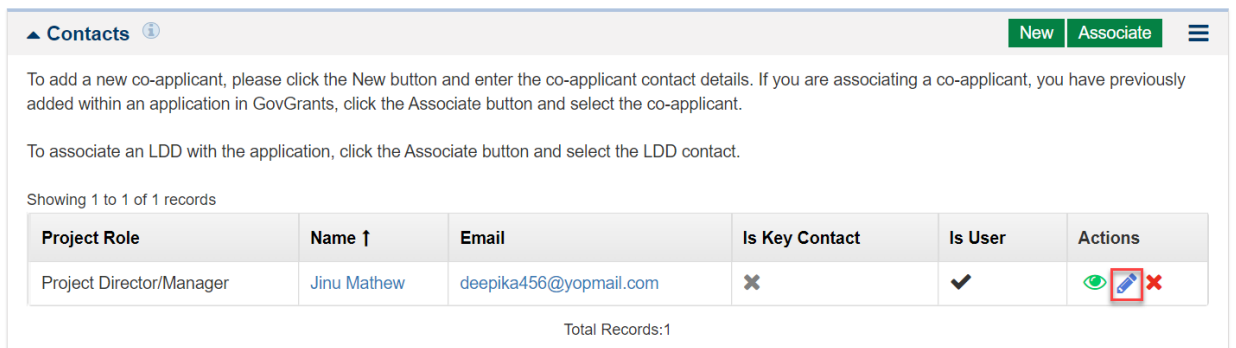 Contacts
New Associate
To add a new co-applicant, please click the New button and enter the co-applicant contact details. If you are associating a co-applicant, you have previously
added within an application in GovGrants, click the Associate button and select the co-applicant.
To associate an LDD with the application, click the Associate button and select the LDD contact.
Showing 1 to 1 of 1 records
Project Role Name ↑ Email Is Key Contact Is User Actions
Project Director/Manager Jinu Mathew deepika456@yopmail.com
Total Records:1